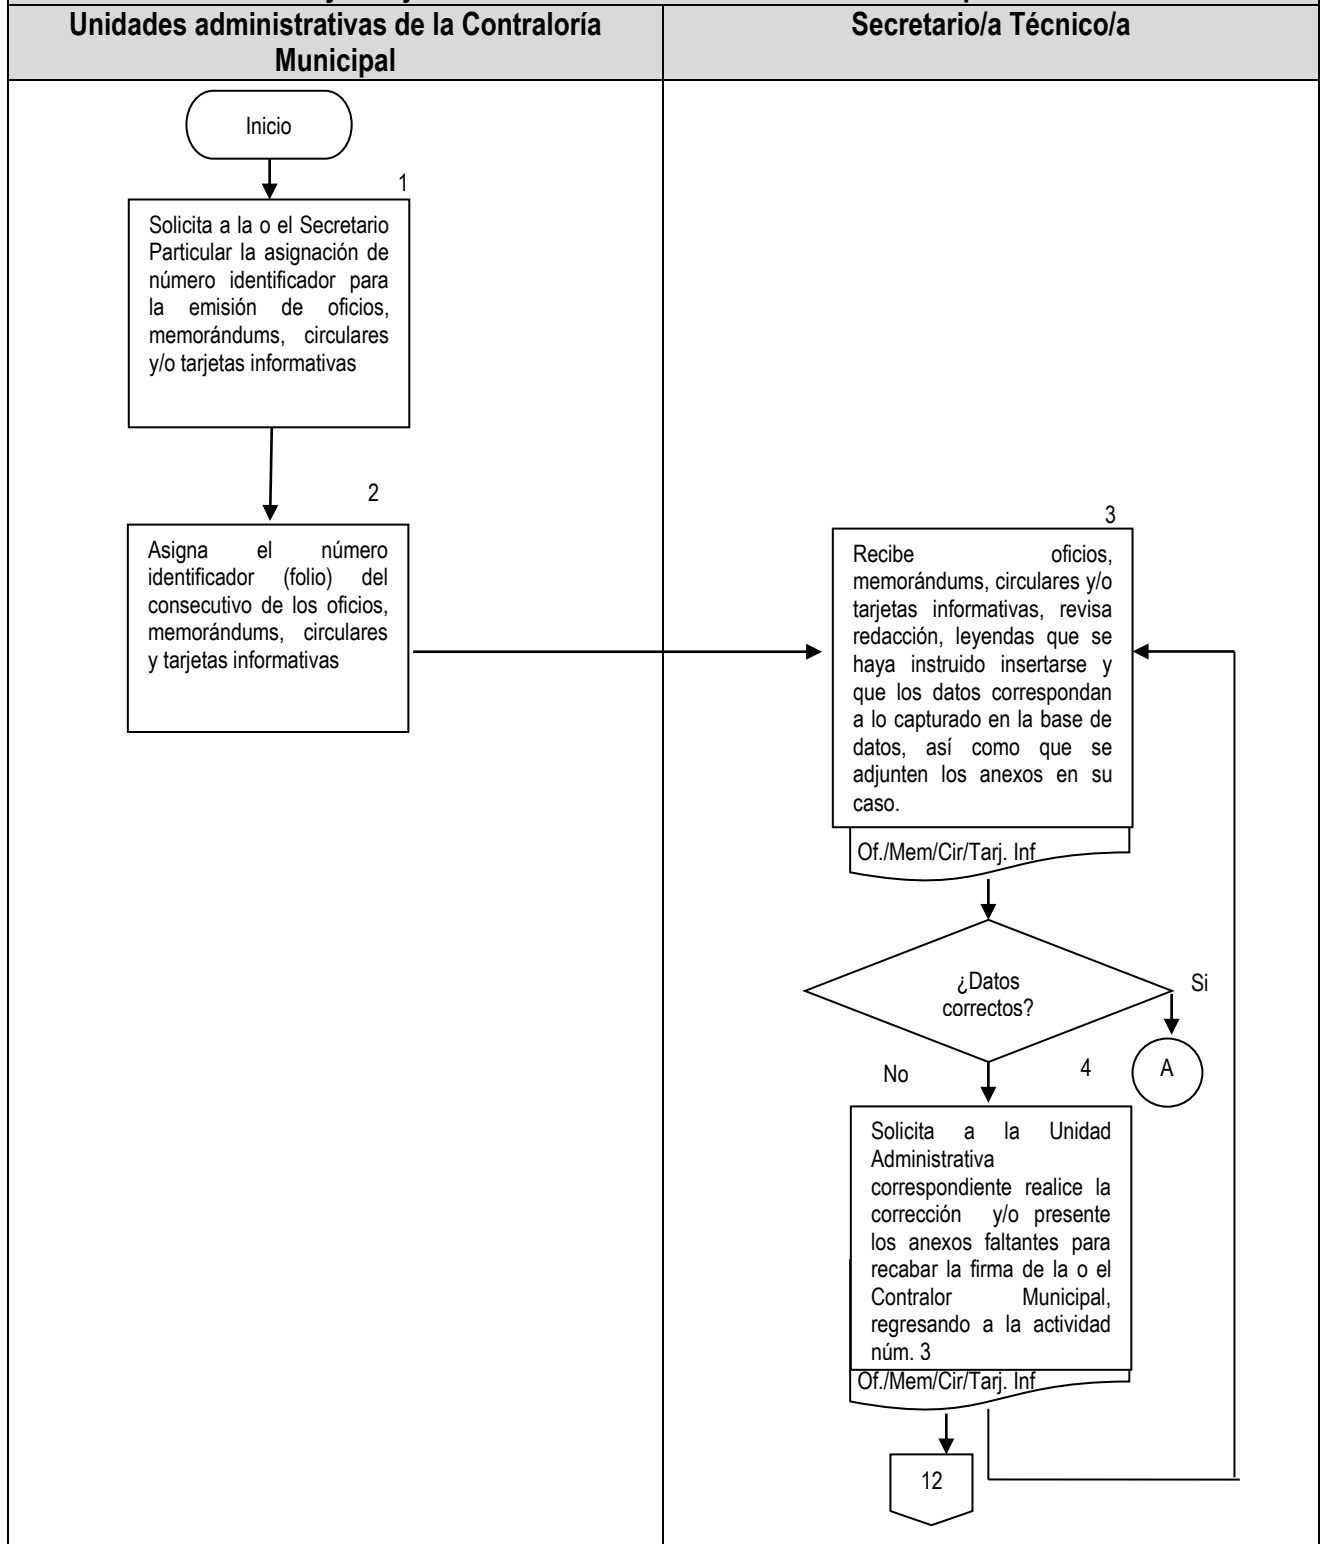 Unidades administrativas de la Contraloría
Municipal
Secretario/a Técnico/a
Inicio
1
Solicita a la o el Secretario
Particular la asignación de
número identificador para
la emisión de oficios,
memorándums, circulares
y/o tarjetas informativas
2
Asigna el número
identificador (folio) del
consecutivo de los oficios,
memorándums, circulares
y tarjetas informativas
3
Recibe oficios,
memorándums, circulares y/o
tarjetas informativas, revisa
redacción, leyendas que se
haya instruido insertarse y
que los datos correspondan
a lo capturado en la base de
datos, así como que se
adjunten los anexos en su
caso.
Of./Mem/Cir/Tarj. Inf
¿Datos
correctos?
Si
No
4
A
Solicita a la Unidad
Administrativa
correspondiente realice la
corrección y/o presente
los anexos faltantes para
recabar la firma de la o el
Contralor Municipal,
regresando a la actividad
núm. 3
Of./Mem/Cir/Tarj. Inf
12